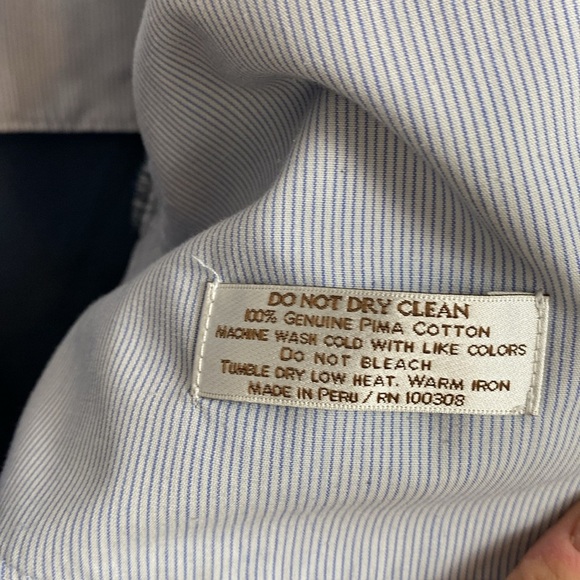 DO NOT DRY CLEAN
100% GENUINE PIMA COTTON
MACHINE WASH COLD WITH LIKE COLORS
DO NOT BLEACH
TUMBLE DRY LOW HEAT. WARM IRON
MADE IN PERU / RN 100308